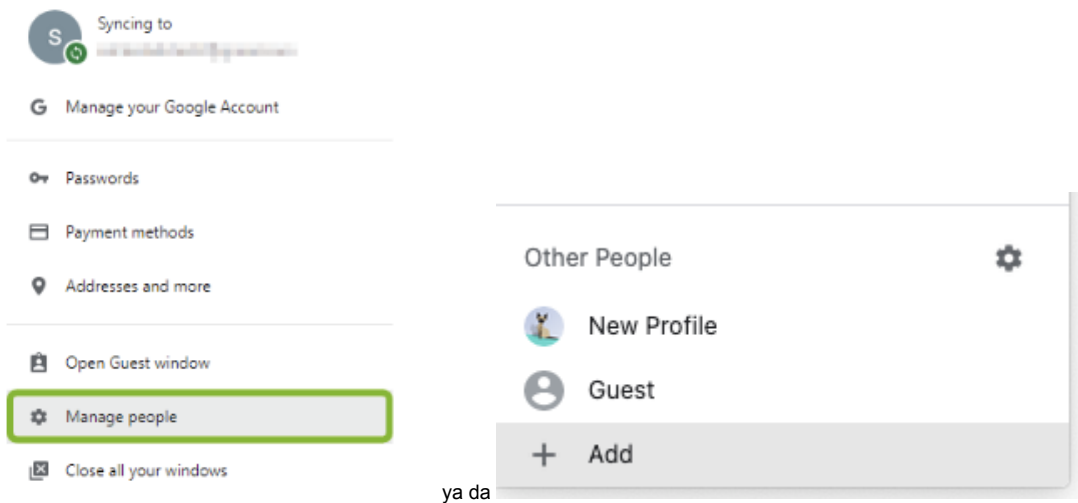 S
Syncing to
G Manage your Google Account
Passwords
Payment methods
Addresses and more
Open Guest window
Manage people
Close all your windows
ya da
Other People
New Profile
Guest
+ Add